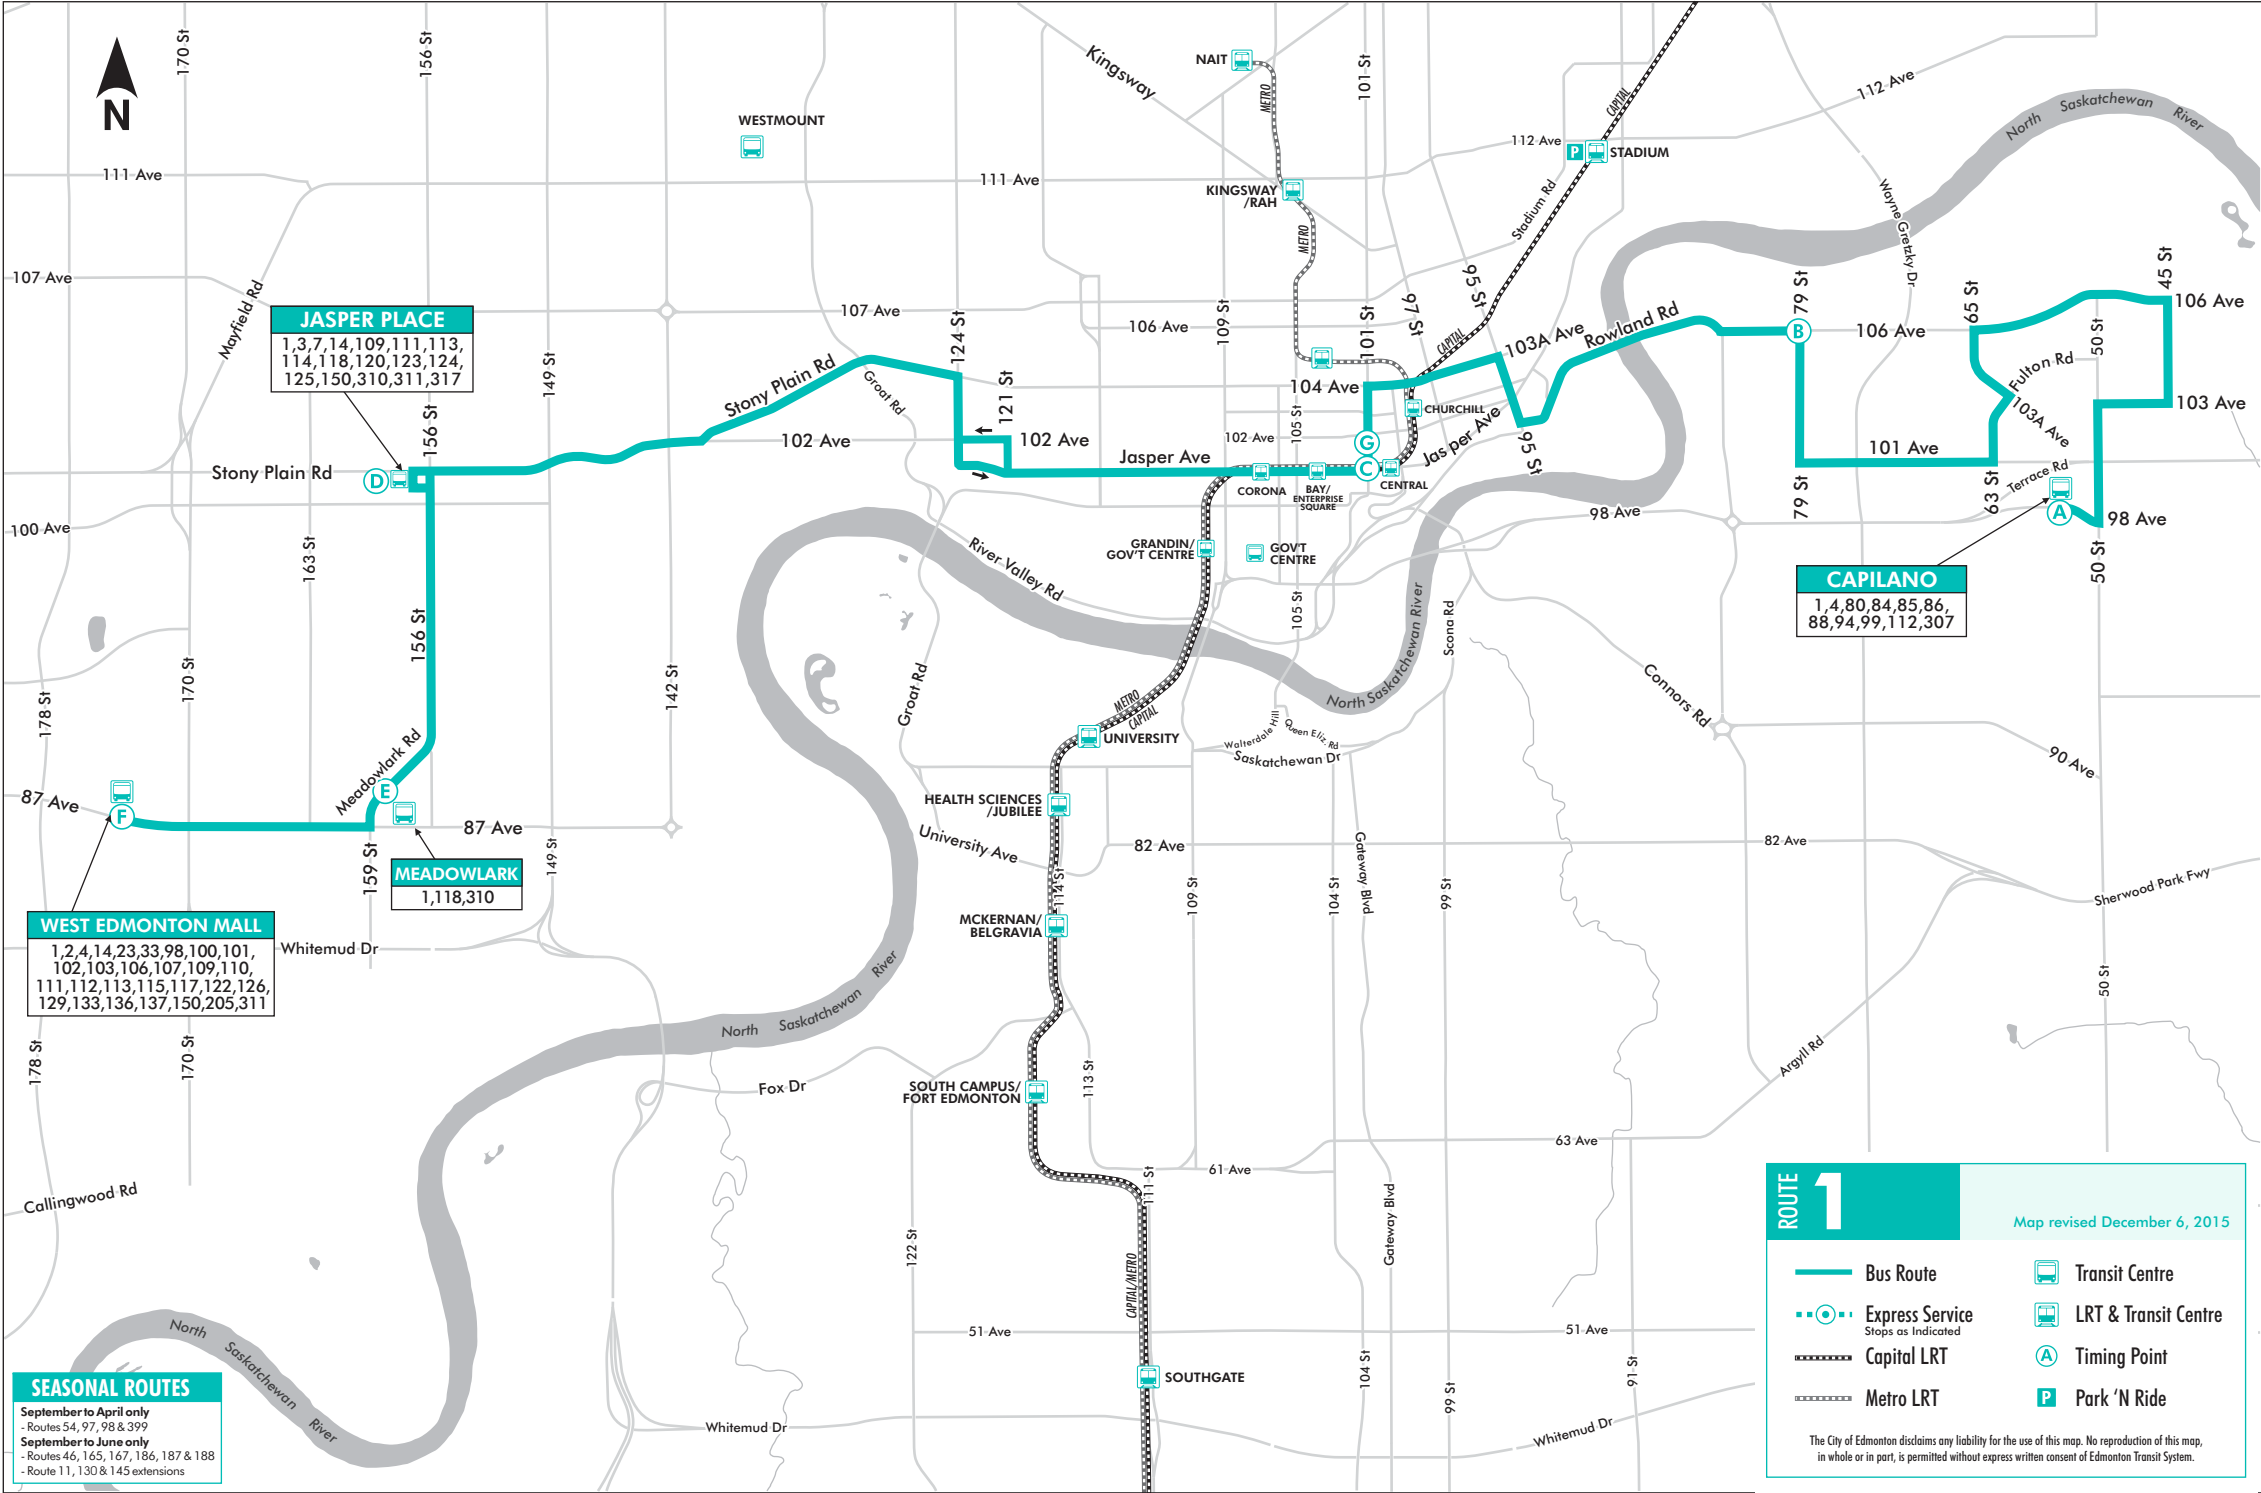 N
170 St
156 St
Kingsway
NAIT
METRO
101 St
CAPITAL
112 Ave
North Saskatchewan River
WESTMOUNT
112 Ave
P
STADIUM
111 Ave
111 Ave
KINGSWAY
/RAH
Stadium Rd
Wayne Gretzky Dr
METRO
107 Ave
Mayfield Rd
107 Ave
106 Ave
109 St
101 St
97 St
95 St
79 St
65 St
45 St
106 Ave
JASPER PLACE
1,3,7,14,109,111,113,
114,118,120,123,124,
125,150,310,311,317
149 St
124 St
CAPITAL
103A Ave
Rowland Rd
B
106 Ave
50 St
Fulton Rd
Stony Plain Rd
Groat Rd
121 St
104 Ave
105 St
CHURCHILL
103A Ave
103 Ave
156 St
102 Ave
102 Ave
102 Ave
G
Jasper Ave
95 St
101 Ave
Stony Plain Rd
D
Jasper Ave
C
CENTRAL
CORONA
BAY/
ENTERPRISE
SQUARE
79 St
63 St
Terrace Rd
A
98 Ave
100 Ave
163 St
98 Ave
River Valley Rd
GRANDIN/
GOV'T CENTRE
GOV'T
CENTRE
50 St
CAPILANO
1,4,80,84,85,86,
88,94,99,112,307
156 St
105 St
North Saskatchewan River
Scona Rd
178 St
170 St
142 St
Groat Rd
METRO
CAPITAL
UNIVERSITY
Walterdale Hill
Queen Eliz. Rd
Saskatchewan Dr
Connors Rd
90 Ave
Meadowlark Rd
E
87 Ave
F
87 Ave
HEALTH SCIENCES
/JUBILEE
University Ave
82 Ave
82 Ave
Gateway Blvd
159 St
149 St
MEADOWLARK
1,118,310
114 St
109 St
104 St
99 St
Sherwood Park Fwy
WEST EDMONTON MALL
1,2,4,14,23,33,98,100,101,
102,103,106,107,109,110,
111,112,113,115,117,122,126,
129,133,136,137,150,205,311
Whitemud Dr
MCKERNAN/
BELGRAVIA
50 St
North Saskatchewan River
178 St
170 St
Fox Dr
SOUTH CAMPUS/
FORT EDMONTON
113 St
Argyll Rd
63 Ave
61 Ave
111 St
Callingwood Rd
122 St
Gateway Blvd
CAPITAL/METRO
51 Ave
51 Ave
North Saskatchewan River
SOUTHGATE
104 St
99 St
91 St
Whitemud Dr
Whitemud Dr
SEASONAL ROUTES
September to April only
- Routes 54, 97, 98 & 399
September to June only
- Routes 46, 165, 167, 186, 187 & 188
- Route 11, 130 & 145 extensions
ROUTE 1
Map revised December 6, 2015
Bus Route
Transit Centre
Express Service
Stops as Indicated
LRT & Transit Centre
Capital LRT
A
Timing Point
Metro LRT
P
Park 'N Ride
The City of Edmonton disclaims any liability for the use of this map. No reproduction of this map,
in whole or in part, is permitted without express written consent of Edmonton Transit System.